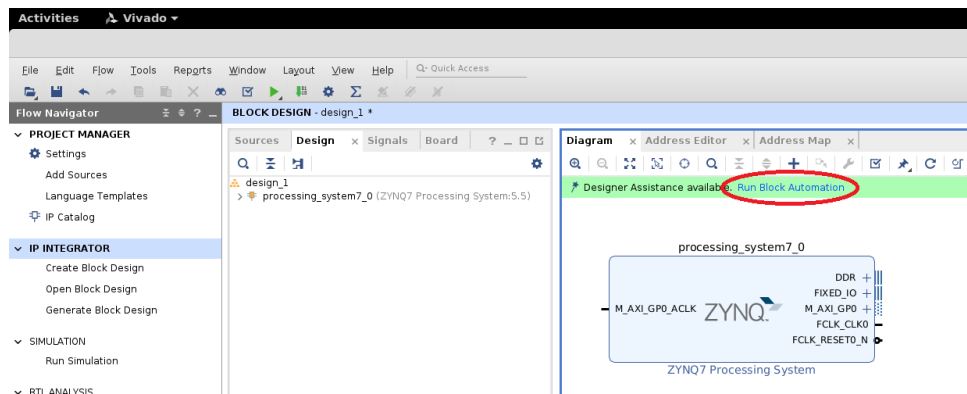 Activities Vivado
File Edit Flow Tools Reports Window Layout View Help Quick Access
Flow Navigator ?
PROJECT MANAGER
Settings
Add Sources
Language Templates
IP Catalog
IP INTEGRATOR
Create Block Design
Open Block Design
Generate Block Design
SIMULATION
Run Simulation
RTL ANALYSIS
BLOCK DESIGN - design_1 *
Sources Design Signals Board ?
design_1
processing_system7_0 (ZYNQ7 Processing System:5.5)
Diagram Address Editor Address Map
Designer Assistance available. Run Block Automation
processing_system7_0
DDR
FIXED_IO
M_AXI_GP0_ACLK ZYNQ M_AXI_GP0
FCLK_CLK0
FCLK_RESET0_N
ZYNQ7 Processing System